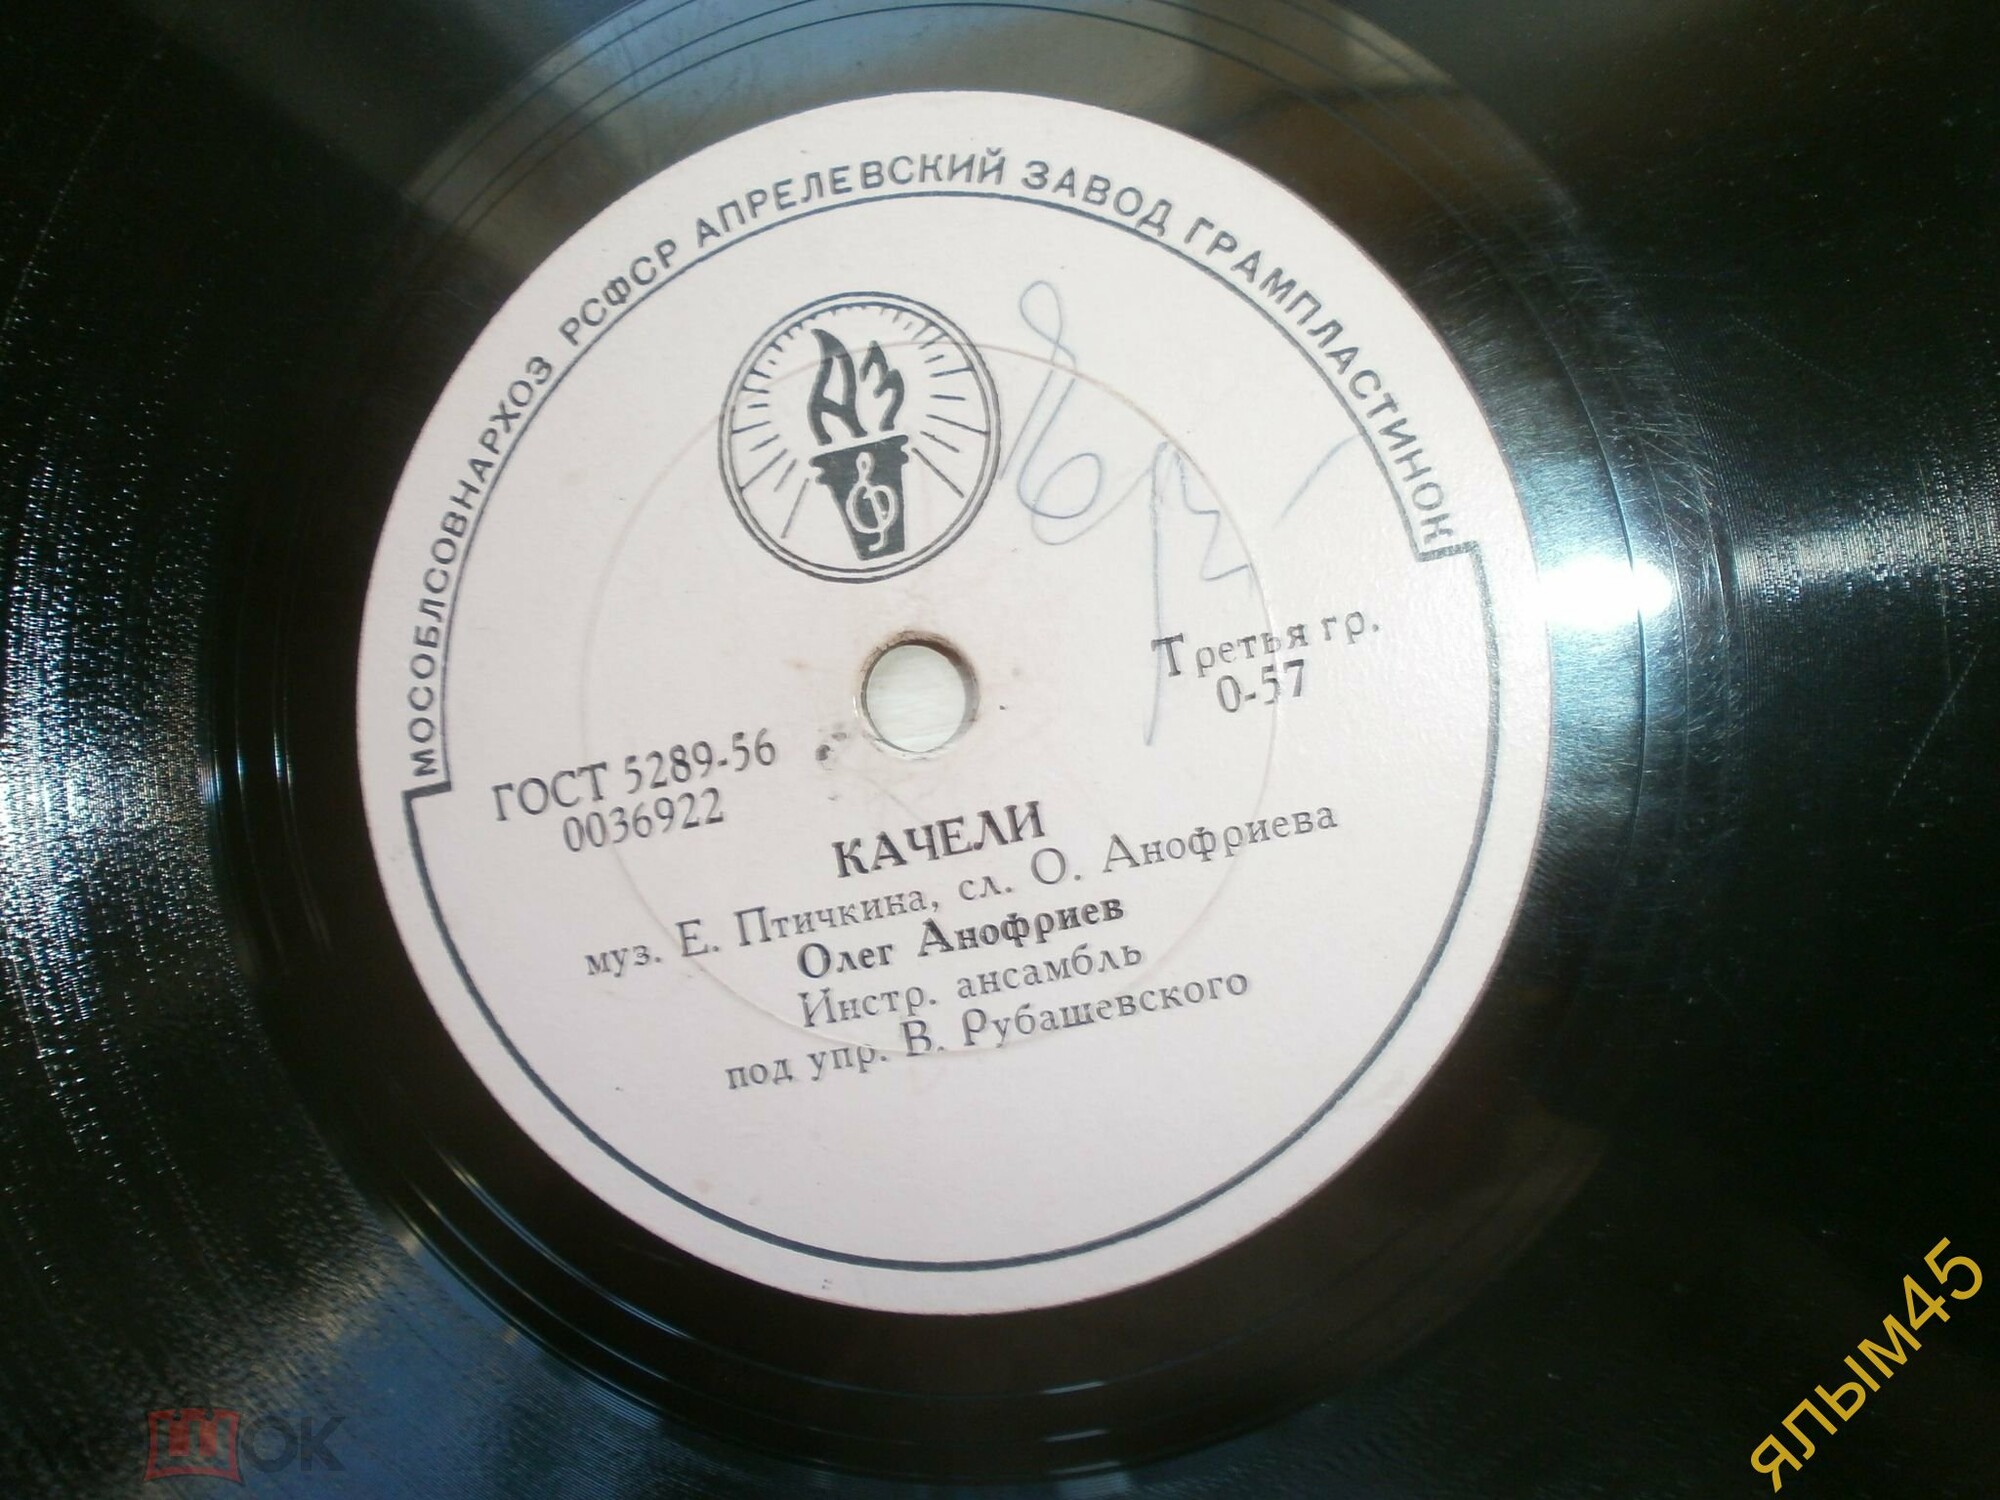 МОСОБЛСОВНАРХОЗ РСФСР АПРЕЛЕВСКИЙ ЗАВОД ГРАМПЛАСТИНОК
АЗ
Третья гр.
0-57
ГОСТ 5289-56
0036922
КАЧЕЛИ
муз. Е. Птичкина, сл. О. Анофриева
Олег Анофриев
Инстр. ансамбль
под упр. В. Рубашевского
ялым45
шок